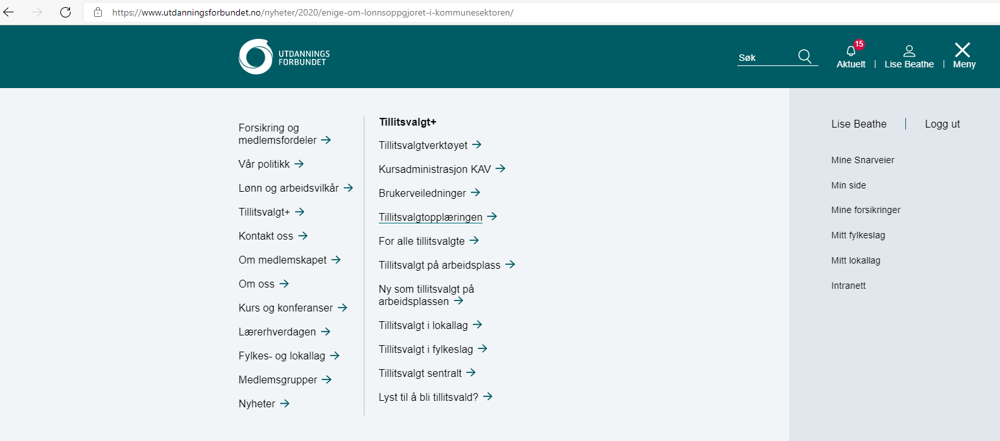 https://www.utdanningsforbundet.no/nyheter/2020/enige-om-lonnsoppgjoret-i-kommunesektoren/
UTDANNINGS
FORBUNDET
Søk
15
Aktuelt
Lise Beathe
Meny
Forsikring og
medlemsfordeler
Vår politikk
Lønn og arbeidsvilkår
Tillitsvalgt+
Kontakt oss
Om medlemskapet
Om oss
Kurs og konferanser
Lærerhverdagen
Fylkes- og lokallag
Medlemsgrupper
Nyheter
Tillitsvalgt+
Tillitsvalgtverktøyet
Kursadministrasjon KAV
Brukerveiledninger
Tillitsvalgtopplæringen
For alle tillitsvalgte
Tillitsvalgt på arbeidsplass
Ny som tillitsvalgt på
arbeidsplassen
Tillitsvalgt i lokallag
Tillitsvalgt i fylkeslag
Tillitsvalgt sentralt
Lyst til å bli tillitsvald?
Lise Beathe
Logg ut
Mine Snarveier
Min side
Mine forsikringer
Mitt fylkeslag
Mitt lokallag
Intranett